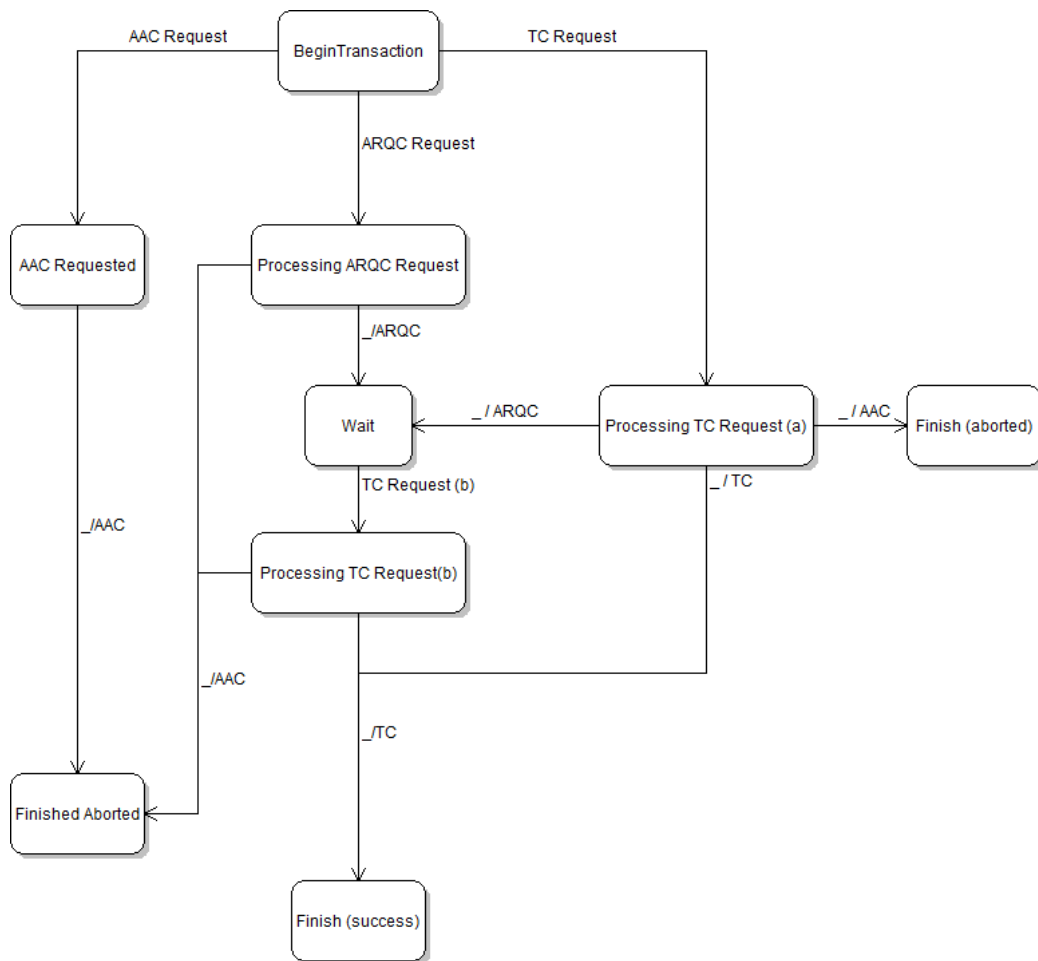 AAC Request
BeginTransaction
TC Request
ARQC Request
AAC Requested
Processing ARQC Request
_/ARQC
Wait
_ / ARQC
Processing TC Request (a)
_ / AAC
Finish (aborted)
TC Request (b)
_ / TC
_/AAC
Processing TC Request(b)
_/AAC
_/TC
Finished Aborted
Finish (success)